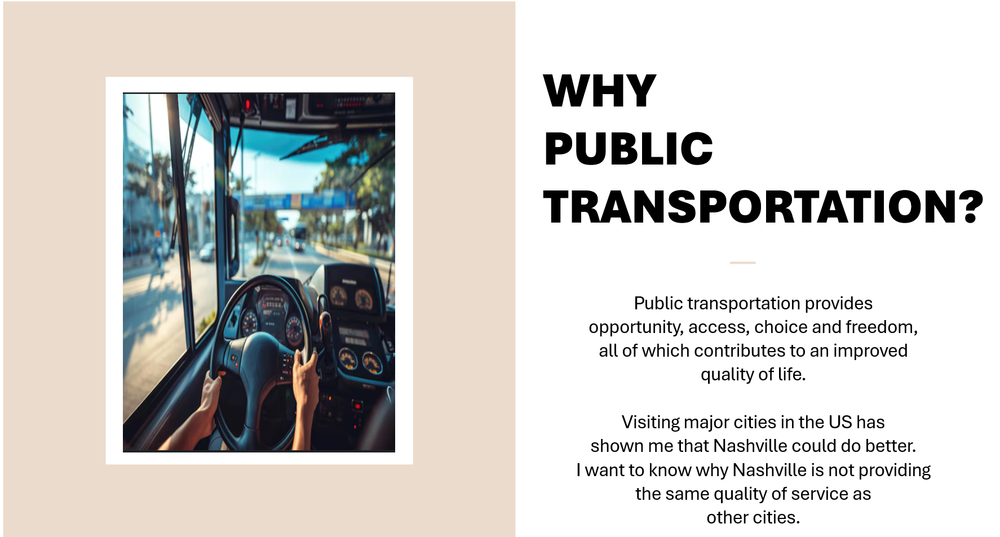 WHY
PUBLIC
TRANSPORTATION?
Public transportation provides
opportunity, access, choice and freedom,
all of which contributes to an improved
quality of life.
Visiting major cities in the US has
shown me that Nashville could do better.
I want to know why Nashville is not providing
the same quality of service as
other cities.